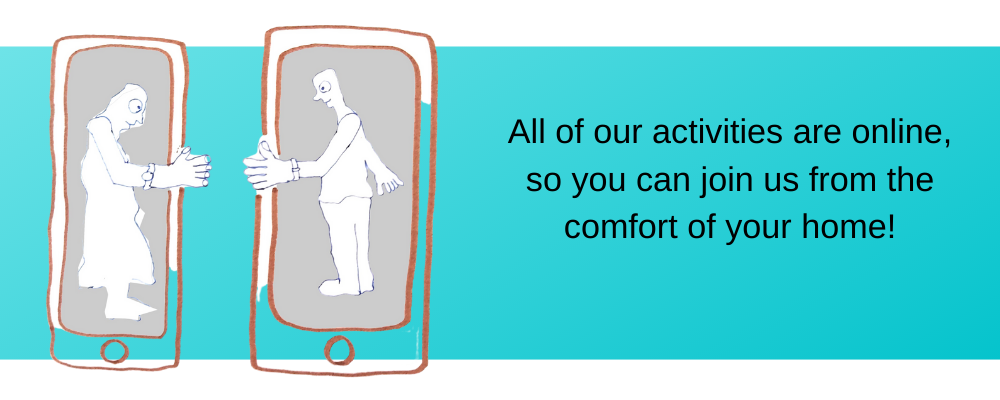 All of our activities are online,
so you can join us from the
comfort of your home!